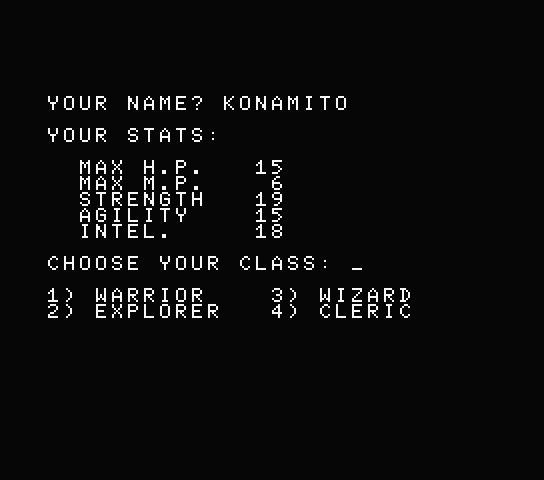 YOUR NAME? KONAMITO
YOUR STATS:
MAX H.P. 15
MAX M.P. 6
STRENGTH 19
AGILITY 15
INTEL. 18
CHOOSE YOUR CLASS: _
1) WARRIOR 3) WIZARD
2) EXPLORER 4) CLERIC